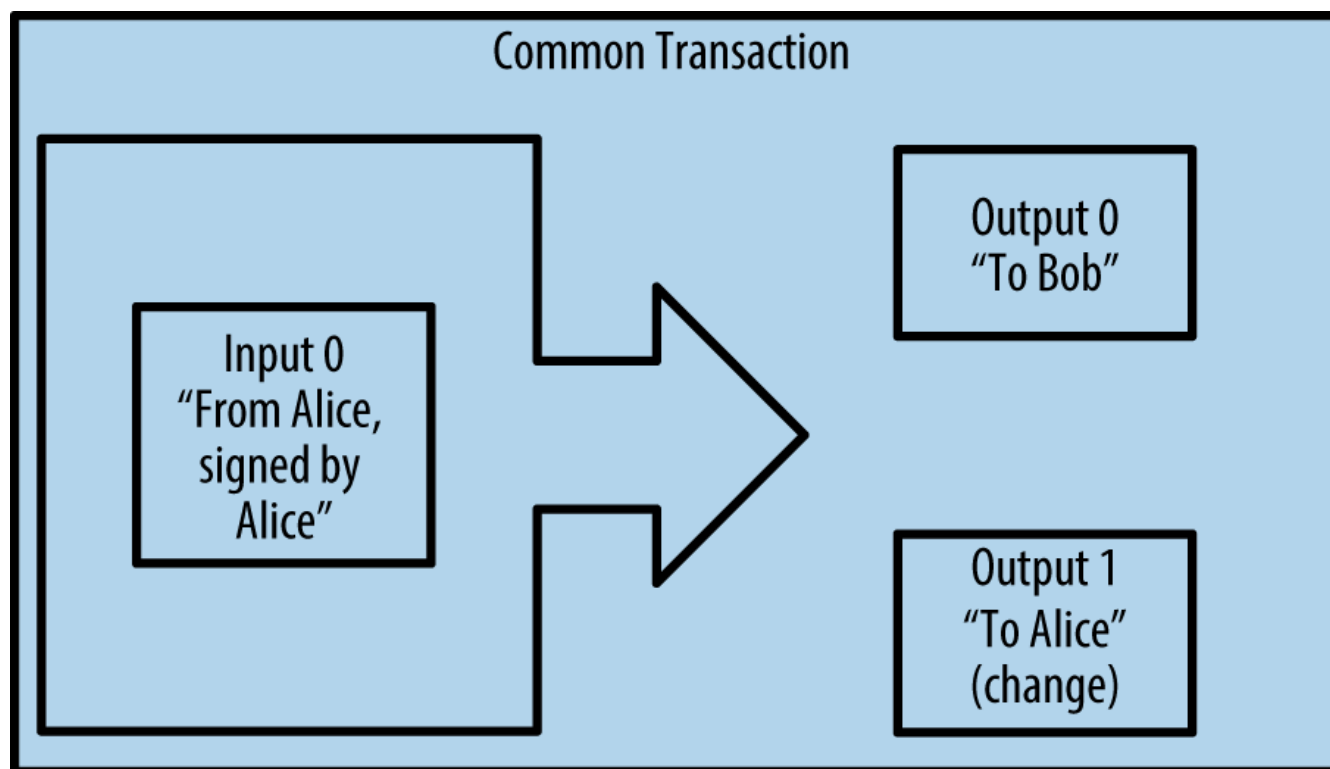 Common Transaction
Input 0
“From Alice,
signed by
Alice”
Output 0
“To Bob”
Output 1
“To Alice”
(change)